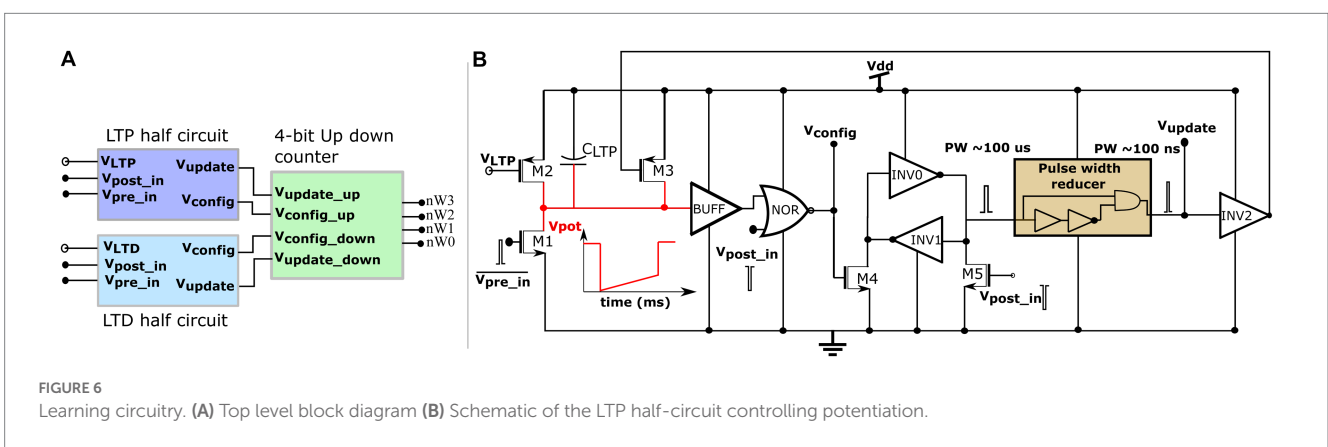 A
LTP half circuit
VLTP
Vpost_in
Vpre_in
Vupdate
Vconfig
4-bit Up down
counter
Vupdate_up
Vconfig_up
Vconfig_down
Vupdate_down
nW3
nW2
nW1
nW0
VLTD
Vpost_in
Vpre_in
Vconfig
Vupdate
LTD half circuit
B
Vdd
VLTP
M2
CLTP
M3
Vconfig
INV0
PW ~100 us
PW ~100 ns
Vupdate
Pulse width
reducer
BUFF
NOR
INV1
INV2
Vpot
M1
Vpre_in
time (ms)
Vpost_in
M4
M5
Vpost_in
FIGURE 6
Learning circuitry. (A) Top level block diagram (B) Schematic of the LTP half-circuit controlling potentiation.